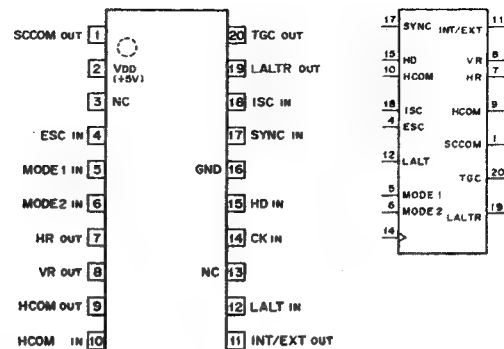 SCCOM OUT 1
20 TGC OUT
2 VDD
(+5V)
19 LALTR OUT
3 NC
18 ISC IN
ESC IN 4
17 SYNC IN
MODE1 IN 5
GND 16
MODE2 IN 6
15 HD IN
HR OUT 7
14 CK IN
VR OUT 8
NC 13
HCOM OUT 9
12 LALT IN
HCOM IN 10
11 INT/EXT OUT
17 SYNC
INT/EXT 11
15 HD
VR 8
10 HCOM
HR 7
18 ISC
HCOM 9
4 ESC
SCCOM 1
12 LALT
TGC 20
5 MODE1
6 MODE2
LALTR 19
14